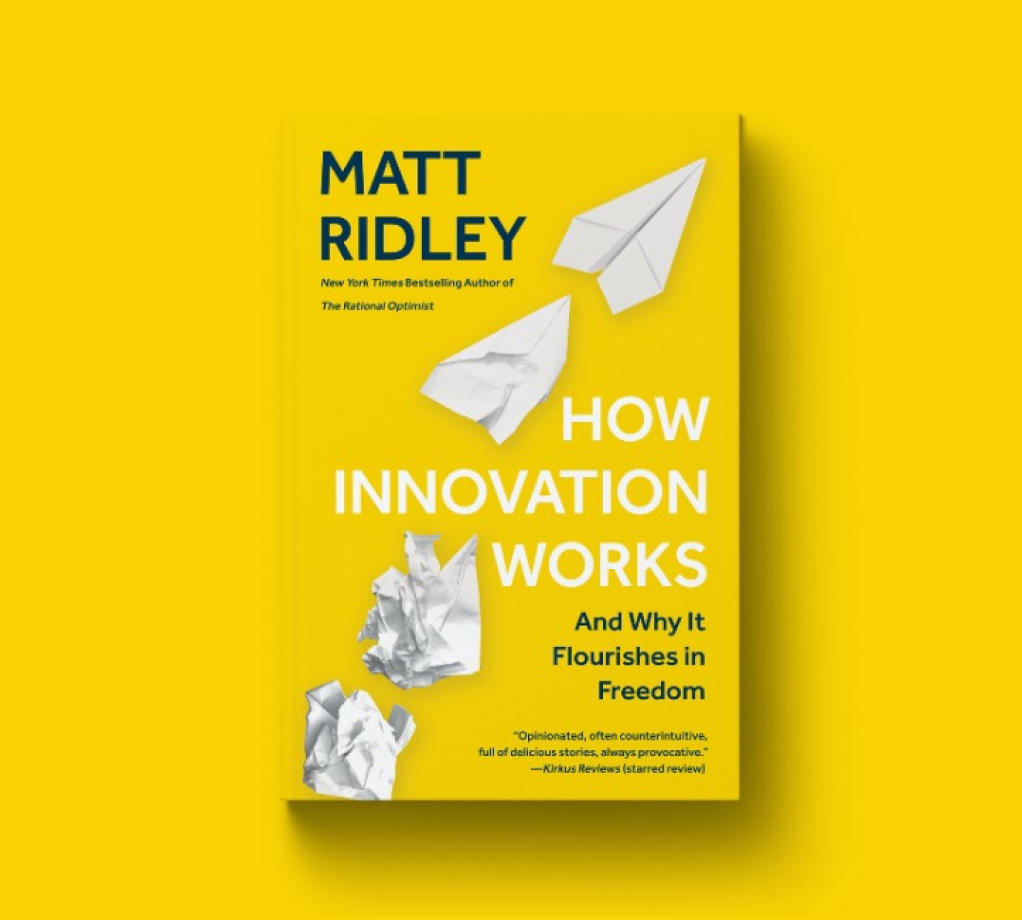 MATT
RIDLEY
New York Times Bestselling Author of
The Rational Optimist
HOW
INNOVATION
WORKS
And Why It
Flourishes in
Freedom
"Opinionated, often counterintuitive,
full of delicious stories, always provocative."
—Kirkus Reviews (starred review)